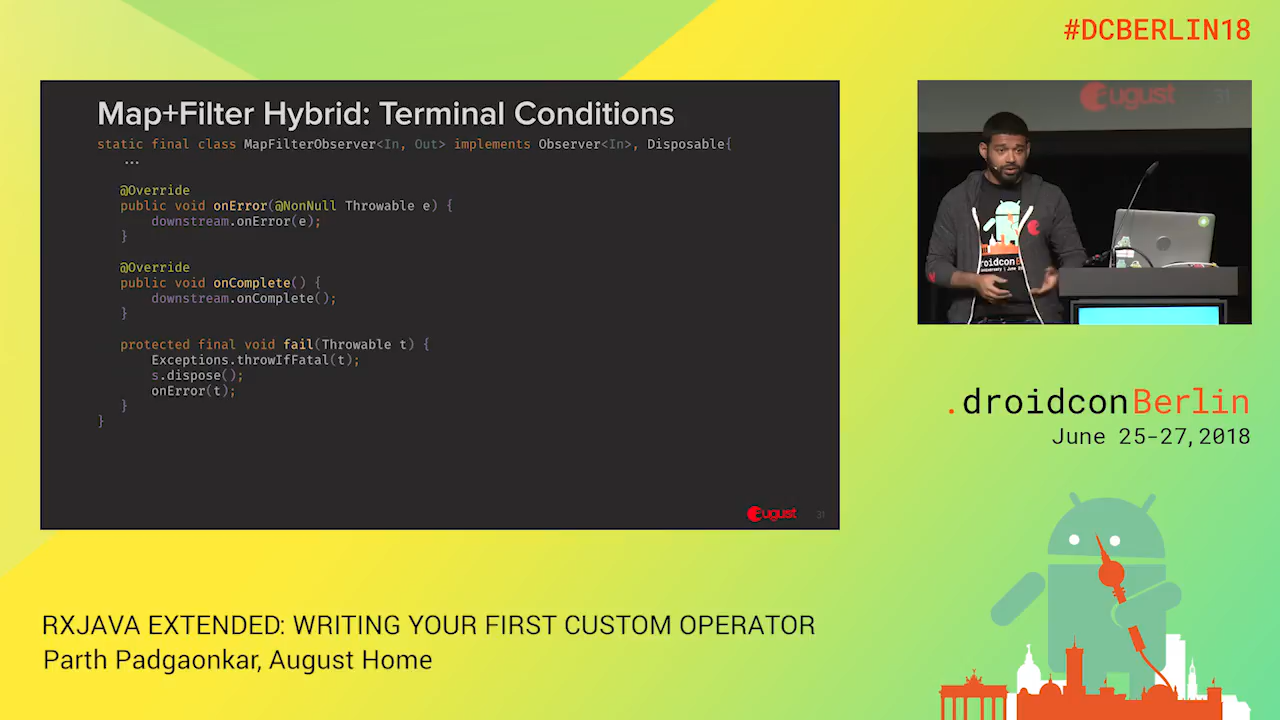 #DCBERLIN18
Map+Filter Hybrid: Terminal Conditions
static final class MapFilterObserver<In, Out> implements Observer<In>, Disposable{
...
@Override
public void onError(@NonNull Throwable e) {
downstream.onError(e);
}
@Override
public void onComplete() {
downstream.onComplete();
}
protected final void fail(Throwable t) {
Exceptions.throwIfFatal(t);
s.dispose();
onError(t);
}
}
august
31
august
31
.droidconBerlin
June 25-27, 2018
RXJAVA EXTENDED: WRITING YOUR FIRST CUSTOM OPERATOR
Parth Padgaonkar, August Home